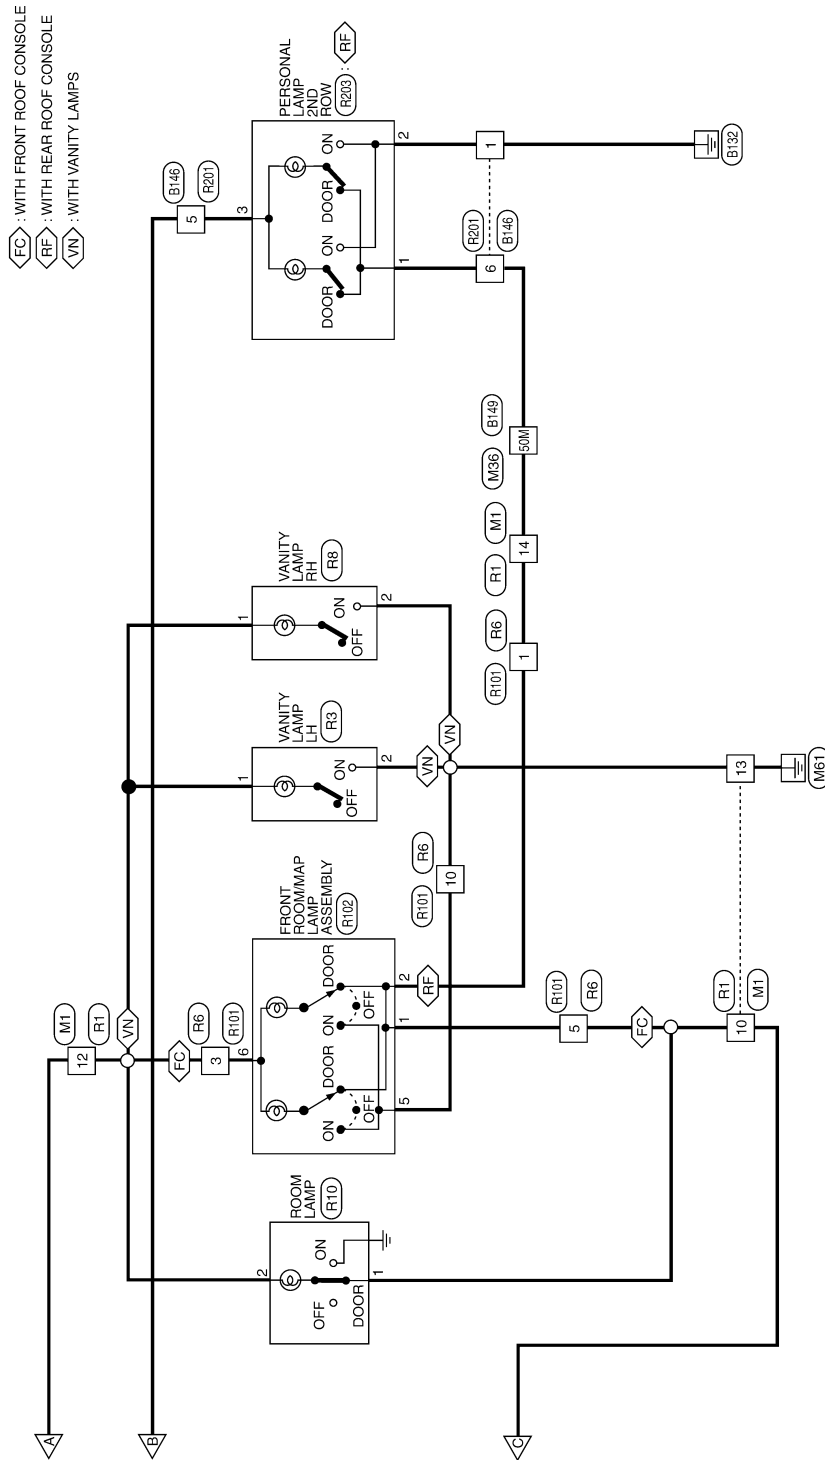 FC : WITH FRONT ROOF CONSOLE
RF : WITH REAR ROOF CONSOLE
VN : WITH VANITY LAMPS
A
M1
12
R1
VN
B
B146
5
R201
C
ROOM
LAMP
R10
2
ON
OFF
DOOR
1
FC
R6
3
R101
6
FRONT
ROOM/MAP
LAMP
ASSEMBLY
R102
ON
OFF
DOOR
ON
OFF
DOOR
5
1
2
RF
R101
10
R6
R101
5
R6
FC
R1
10
M1
VANITY
LAMP
LH
R3
1
ON
OFF
2
VN
VN
13
M61
VANITY
LAMP
RH
R8
1
ON
OFF
2
R101
1
R6
R1
14
M1
M36
50M
B149
PERSONAL
LAMP
2ND
ROW
R203 : RF
3
DOOR
ON
DOOR
ON
1
2
R201
6
B146
1
B132